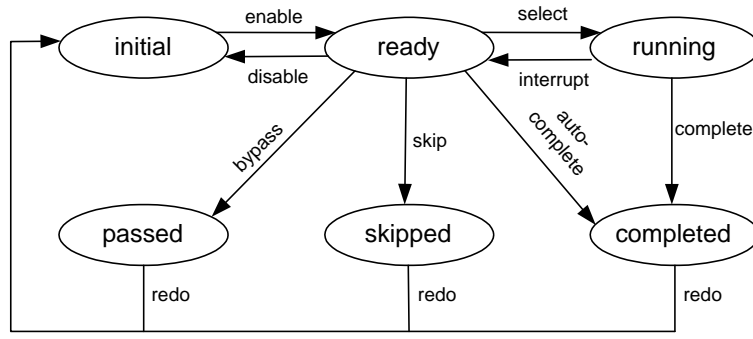 enable
select
initial
ready
running
disable
interrupt
bypass
skip
auto-
complete
complete
passed
skipped
completed
redo
redo
redo